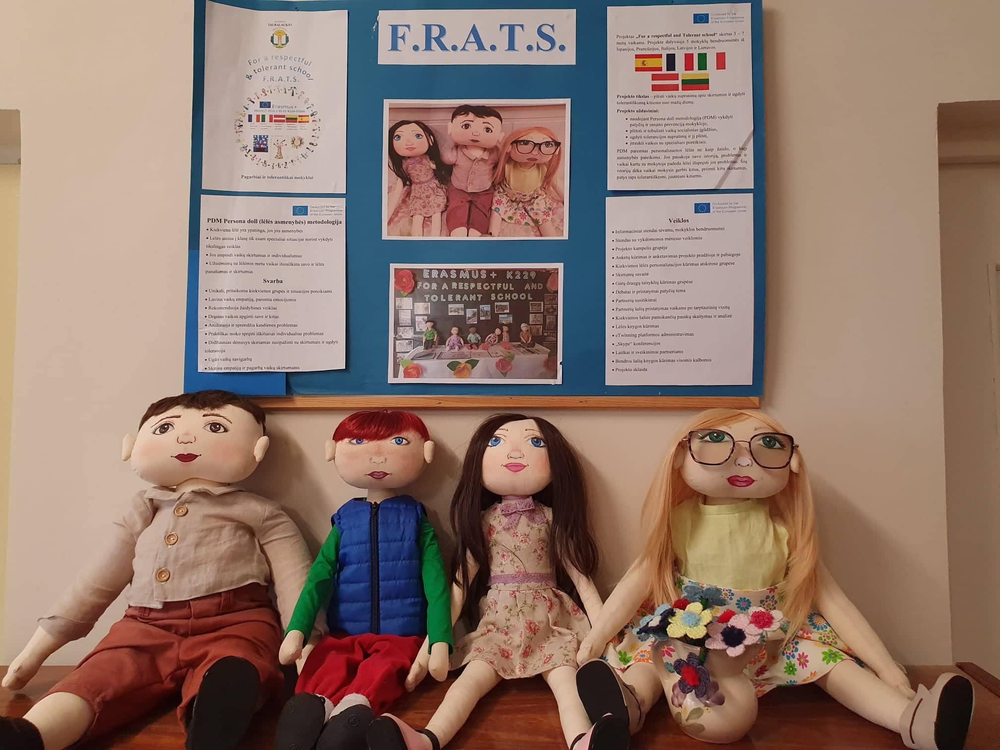 TAURALAUKIO
For a respectful
& tolerant school
F.R.A.T.S.
Erasmus+
Pagarbiai ir tolerantiškai mokyklai
Co-funded by the
Erasmus+ Programme
of the European Union
PDM Persona doll (lėlės asmenybės) metodologija
• Kiekviena lėlė yra ypatinga, jos yra asmenybės
• Lėlės ateina į klasę tik esant specialiai situacijai norint vykdyti
tikslingas veiklas
• Jos atspindi vaikų skirtumus ir individualumus
• Užsiėmimų su lėlėmis metu vaikai išsiaiškina savo ir lėlės
panašumus ir skirtumus
Svarba
• Unikali, pritaikoma kiekvienos grupės ir situacijos poreikiams
• Lavina vaikų empatiją, paremta emocijomis
• Rekomenduoja žaidybines veiklas
• Drąsina vaikus apginti save ir kitus
• Analizuoja ir sprendžia kasdienes problemas
• Praktiškai moko spręsti iškilusias individualias problemas
• Didžiausias dėmesys skiriamas susipažinti su skirtumais ir ugdyti
toleranciją
• Ugdo vaikų savigarbą
• Skatina empatiją ir pagarbą vaikų skirtumams
F.R.A.T.S.
ERASMUS+ K229
FOR A RESPECTFUL AND
TOLERANT SCHOOL
Co-funded by the
Erasmus+ Programme
of the European Union
Projektas „For a respectful and Tolerant school“ skirtas 3 – 7
metų vaikams. Projekte dalyvauja 5 mokyklų bendruomenės iš
Ispanijos, Prancūzijos, Italijos, Latvijos ir Lietuvos.
Projekto tikslas – plėsti vaikų supratimą apie skirtumus ir ugdyti
tolerantiškumą kitiems nuo mažų dienų.
Projekto uždaviniai:
• naudojant Persona doll metodologiją (PDM) vykdyti
patyčių ir smurto prevenciją mokykloje,
• plėtoti ir tobulinti vaikų socialinius įgūdžius,
• ugdyti tolerancijos supratimą ir jį plėsti,
• įtraukti vaikus su specialiais poreikiais.
PDM paremtas personalizuotos lėlės ne kaip žaislo, o kaip
asmenybės pateikimu. Jos pasakoja savo istoriją, problemas ir
vaikai kartu su mokytoja padeda lėlei išspręsti jos problemas. Šių
istorijų dėka vaikai mokysis gerbti kitus, priimti kitų skirtumus,
patys taps tolerantiškesni, jautresni kitiems.
Co-funded by the
Erasmus+ Programme
of the European Union
Veiklos
• Informaciniai stendai tėvams, mokyklos bendruomenei
• Stendas su vykdomomis mėnesio veiklomis
• Projekto kampelis grupėje
• Anketų kūrimas ir anketavimas projekto pradžioje ir pabaigoje
• Kiekvienos lėlės personalizacijos kūrimas atskirose grupėse
• Skirtumų savaitė
• Gerų draugų taisyklių kūrimas grupėse
• Debatai ir pristatymai patyčių tema
• Partnerių susitikimai
• Partnerių šalių pristatymas vaikams po tarptautinių vizitų
• Kiekvienos šalies pamokančių pasakų skaitymas ir analizė
• Lėlės knygos kūrimas
• eTwinning platformos administravimas
• „Skype“ konferencijos
• Laiškai ir sveikinimai partneriams
• Bendros šalių knygos kūrimas visomis kalbomis
• Projekto sklaida